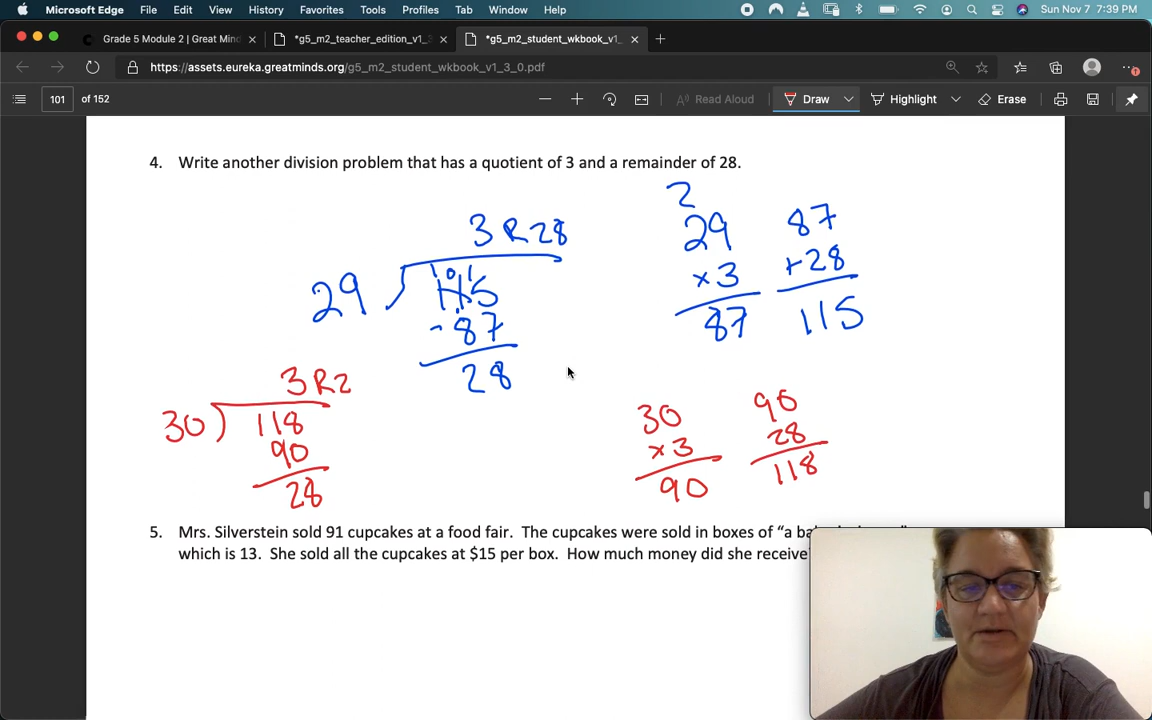 Microsoft Edge File Edit View History Favorites Tools Profiles Tab Window Help Sun Nov 7 7:39 PM
Grade 5 Module 2 | Great Mind *g5_m2_teacher_edition_v1_3 *g5_m2_student_wkbook_v1_
https://assets.eureka.greatminds.org/g5_m2_student_wkbook_v1_3_0.pdf
101 of 152 Read Aloud Draw Highlight Erase
4. Write another division problem that has a quotient of 3 and a remainder of 28.
3 R 28
29 115
- 87
28
2
29
x 3
87
87
+ 28
115
3 R 2
30 ) 118
90
28
30
x 3
90
90
28
118
5. Mrs. Silverstein sold 91 cupcakes at a food fair. The cupcakes were sold in boxes of “a
which is 13. She sold all the cupcakes at $15 per box. How much money did she receive